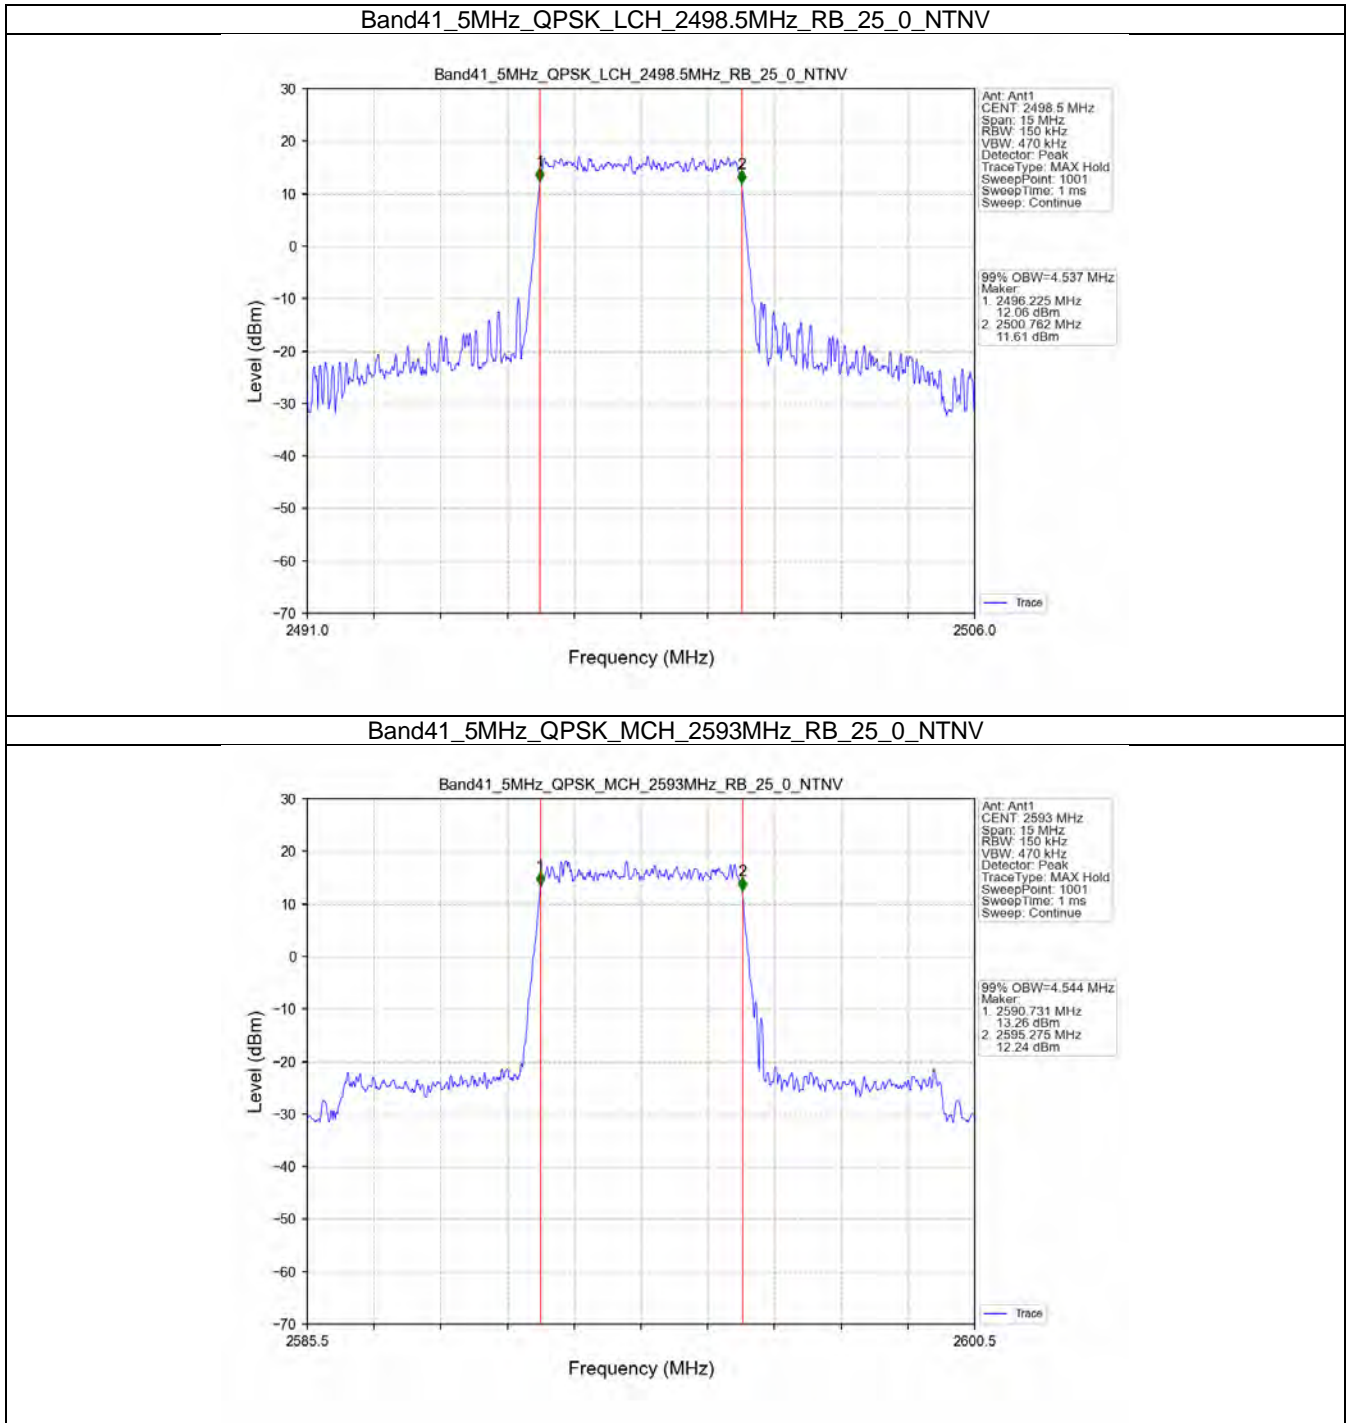 Band41_5MHz_QPSK_LCH_2498.5MHz_RB_25_0_NTNV
Band41_5MHz_QPSK_LCH_2498.5MHz_RB_25_0_NTNV
30
20
10
0
−10
−20
−30
−40
−50
−60
−70
Level (dBm)
1
2
2491.0
2506.0
Frequency (MHz)
Ant: Ant1
CENT: 2498.5 MHz
Span: 15 MHz
RBW: 150 kHz
VBW: 470 kHz
Detector: Peak
TraceType: MAX Hold
SweepPoint: 1001
SweepTime: 1 ms
Sweep: Continue
99% OBW=4.537 MHz
Maker:
1. 2496.225 MHz
12.06 dBm
2. 2500.762 MHz
11.61 dBm
Trace
Band41_5MHz_QPSK_MCH_2593MHz_RB_25_0_NTNV
Band41_5MHz_QPSK_MCH_2593MHz_RB_25_0_NTNV
30
20
10
0
−10
−20
−30
−40
−50
−60
−70
Level (dBm)
1
2
2585.5
2600.5
Frequency (MHz)
Ant: Ant1
CENT: 2593 MHz
Span: 15 MHz
RBW: 150 kHz
VBW: 470 kHz
Detector: Peak
TraceType: MAX Hold
SweepPoint: 1001
SweepTime: 1 ms
Sweep: Continue
99% OBW=4.544 MHz
Maker:
1. 2590.731 MHz
13.26 dBm
2. 2595.275 MHz
12.24 dBm
Trace